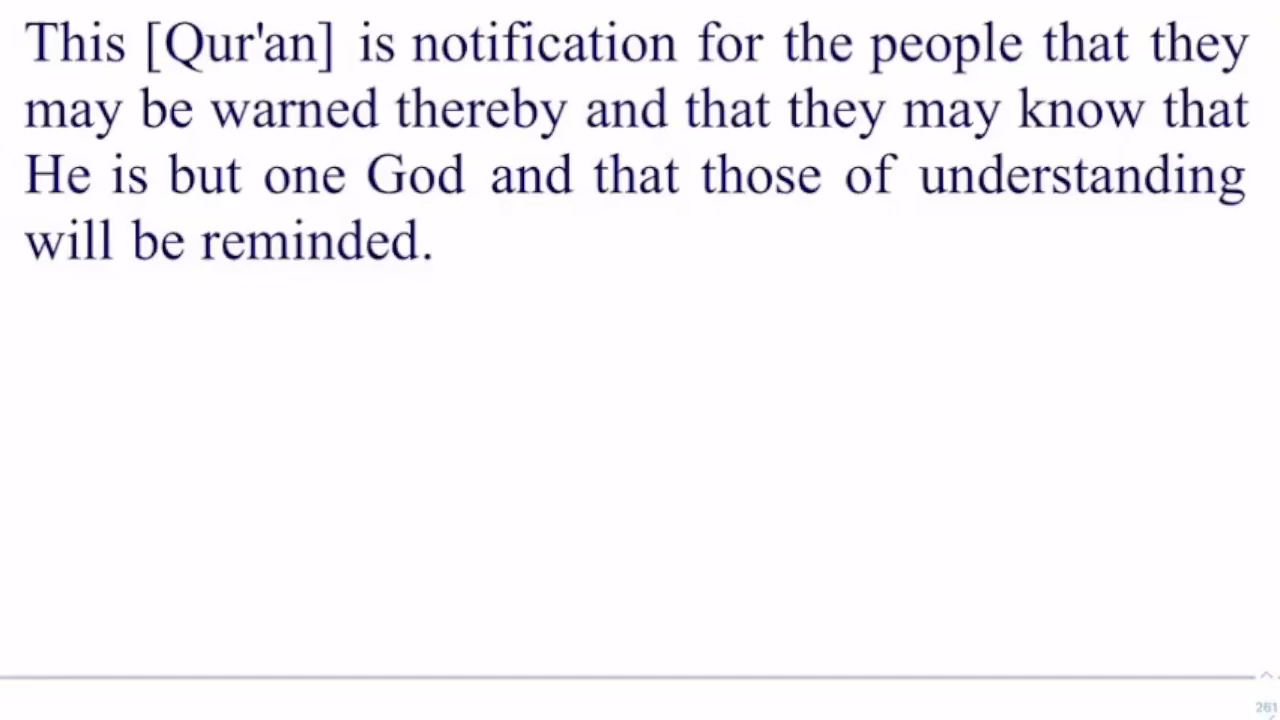 This [Qur'an] is notification for the people that they
may be warned thereby and that they may know that
He is but one God and that those of understanding
will be reminded.
261